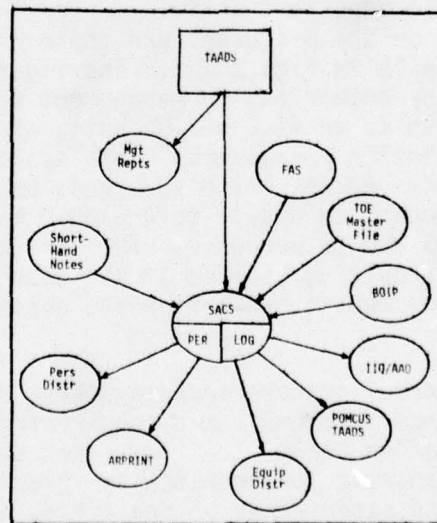 TAADS
Mgt
Repts
FAS
TOE
Master
File
Short-
Hand
Notes
BOIP
SACS
PER LOG
IIQ/AAO
Pers
Distr
POMCUS
TAADS
ARPRINT
Equip
Distr